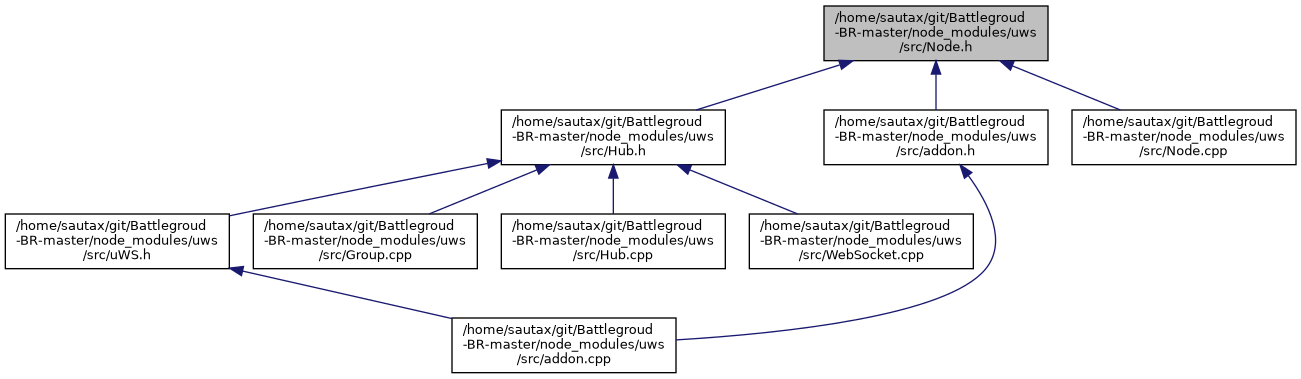 /home/sautax/git/Battlegroud
-BR-master/node_modules/uws
/src/Node.h
/home/sautax/git/Battlegroud
-BR-master/node_modules/uws
/src/Hub.h
/home/sautax/git/Battlegroud
-BR-master/node_modules/uws
/src/addon.h
/home/sautax/git/Battlegroud
-BR-master/node_modules/uws
/src/Node.cpp
/home/sautax/git/Battlegroud
-BR-master/node_modules/uws
/src/uWS.h
/home/sautax/git/Battlegroud
-BR-master/node_modules/uws
/src/Group.cpp
/home/sautax/git/Battlegroud
-BR-master/node_modules/uws
/src/Hub.cpp
/home/sautax/git/Battlegroud
-BR-master/node_modules/uws
/src/WebSocket.cpp
/home/sautax/git/Battlegroud
-BR-master/node_modules/uws
/src/addon.cpp